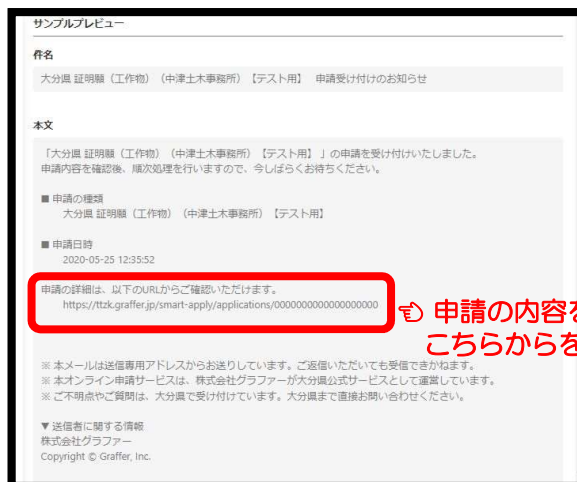 サンプルプレビュー
件名
大分県 証明願（工作物）（中津土木事務所）【テスト用】 申請受け付けのお知らせ
本文
「大分県 証明願（工作物）（中津土木事務所）【テスト用】 」の申請を受け付けいたしました。
申請内容を確認後、順次処理を行いますので、今しばらくお待ちください。
■ 申請の種類
大分県 証明願（工作物）（中津土木事務所）【テスト用】
■ 申請日時
2020-05-25 12:35:52
申請の詳細は、以下のURLからご確認いただけます。
https://ttzk.graffer.jp/smart-apply/applications/0000000000000000000
申請の内容を
こちらからを
※ 本メールは送信専用アドレスからお送りしています。ご返信いただいても受信できかねます。
※ 本オンライン申請サービスは、株式会社グラファーが大分県公式サービスとして運営しています。
※ ご不明点やご質問は、大分県で受け付けています。大分県まで直接お問い合わせください。
▼ 送信者に関する情報
株式会社グラファー
Copyright © Graffer, Inc.